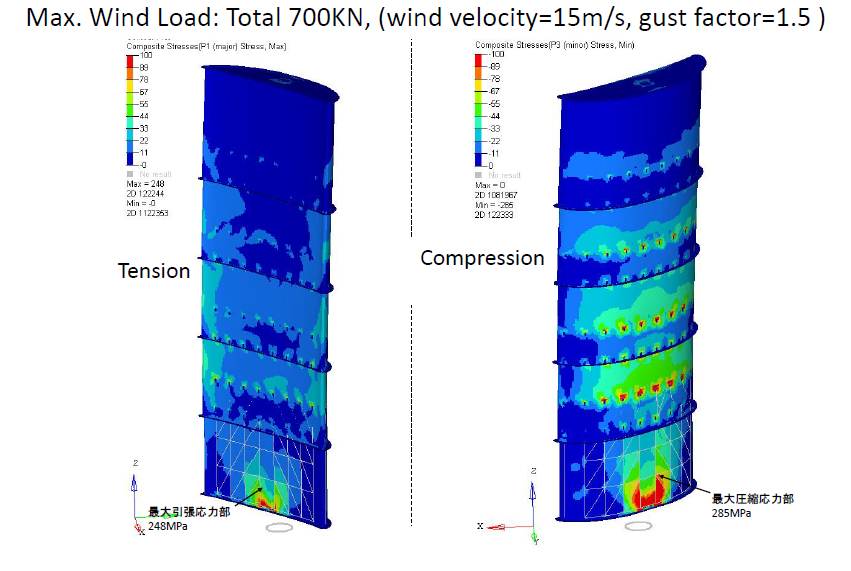 Max. Wind Load: Total 700KN, (wind velocity=15m/s, gust factor=1.5 )
Composite Stresses(P1 (major) Stress, Max)
100
89
78
67
55
44
33
22
11
0
No result
Max = 248
2D 122244
Min = -0
2D 1122353
Tension
Z
X
最大引張応力部
248MPa
Composite Stresses(P3 (minor) Stress, Min)
-100
-89
-78
-67
-55
-44
-33
-22
-11
0
No result
Max = 0
2D 1081967
Min = -285
2D 122333
Compression
Z
X
Y
最大圧縮応力部
285MPa